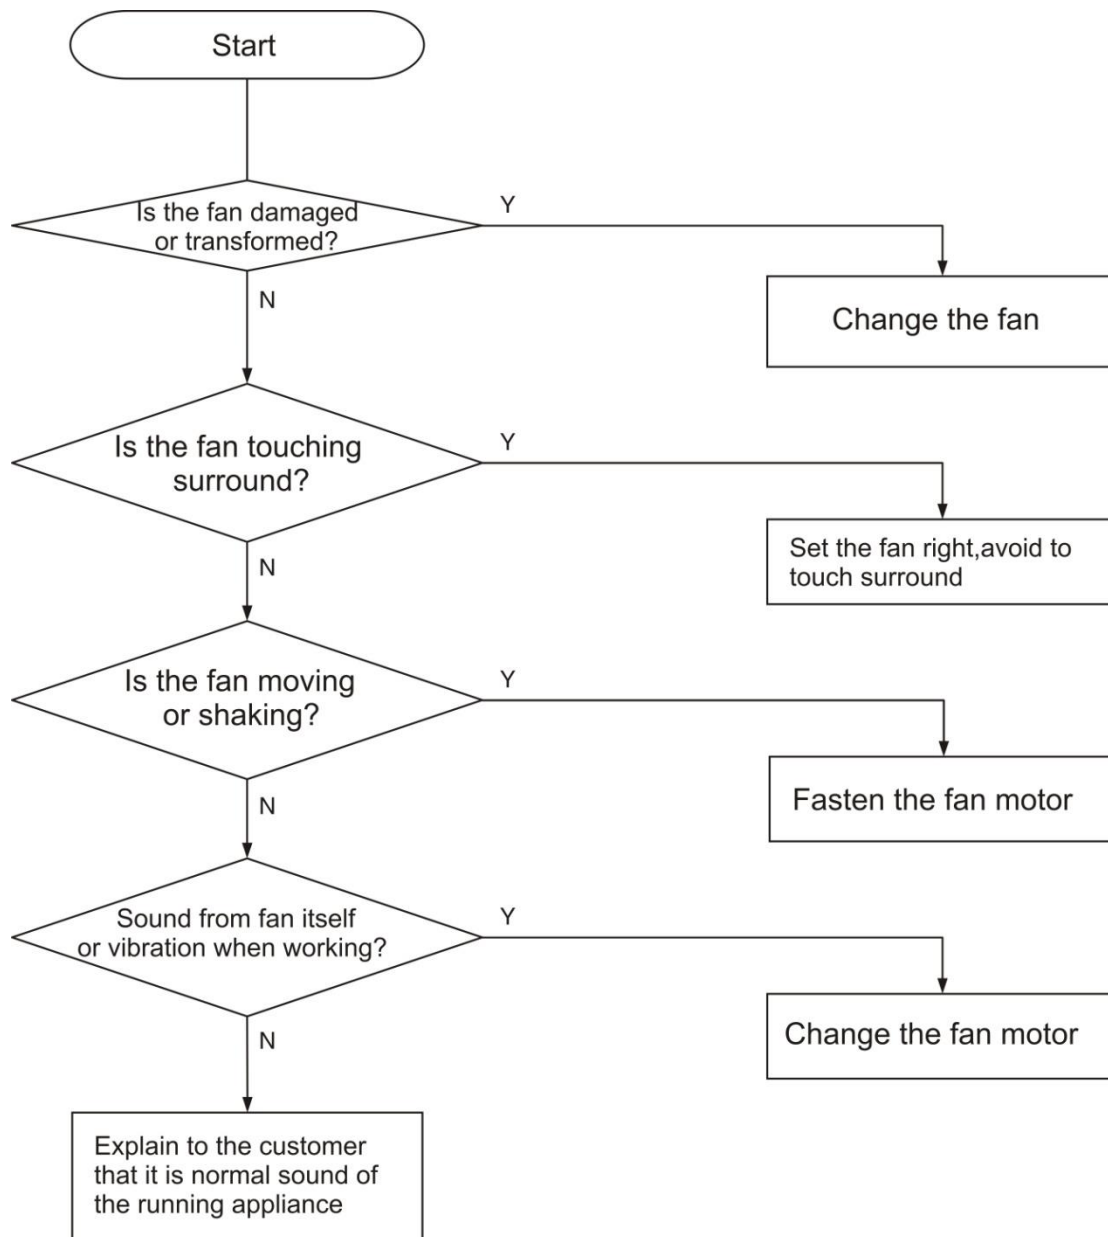 Start
Is the fan damaged
or transformed?
Y
Change the fan
N
Is the fan touching
surround?
Y
Set the fan right,avoid to
touch surround
N
Is the fan moving
or shaking?
Y
Fasten the fan motor
N
Sound from fan itself
or vibration when working?
Y
Change the fan motor
N
Explain to the customer
that it is normal sound of
the running appliance